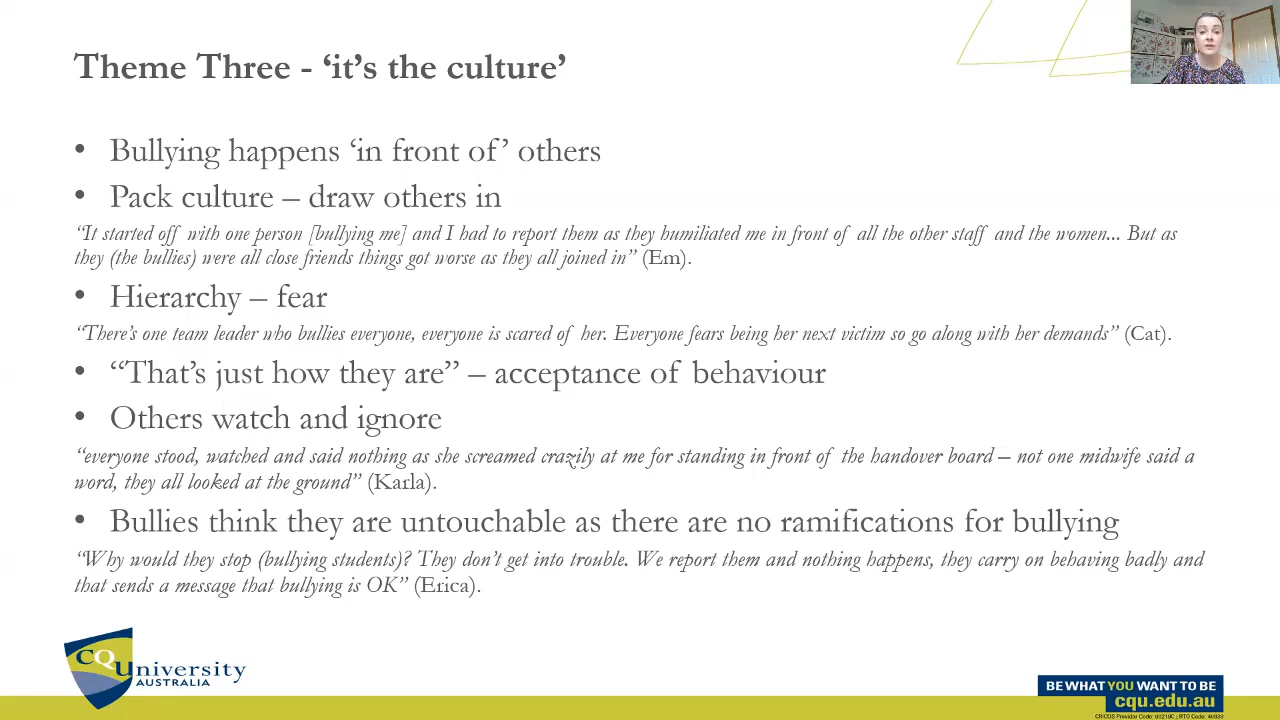 Theme Three - ‘it’s the culture’
• Bullying happens ‘in front of’ others
• Pack culture – draw others in
“It started off with one person [bullying me] and I had to report them as they humiliated me in front of all the other staff and the women... But as
they (the bullies) were all close friends things got worse as they all joined in” (Em).
• Hierarchy – fear
“There’s one team leader who bullies everyone, everyone is scared of her. Everyone fears being her next victim so go along with her demands” (Cat).
• “That’s just how they are” – acceptance of behaviour
• Others watch and ignore
“everyone stood, watched and said nothing as she screamed crazily at me for standing in front of the handover board – not one midwife said a
word, they all looked at the ground” (Karla).
• Bullies think they are untouchable as there are no ramifications for bullying
“Why would they stop (bullying students)? They don’t get into trouble. We report them and nothing happens, they carry on behaving badly and
that sends a message that bullying is OK” (Erica).
CQUniversity
AUSTRALIA
BE WHAT YOU WANT TO BE
cqu.edu.au
CRICOS Provider Code: 00219C | RTO Code: 40939